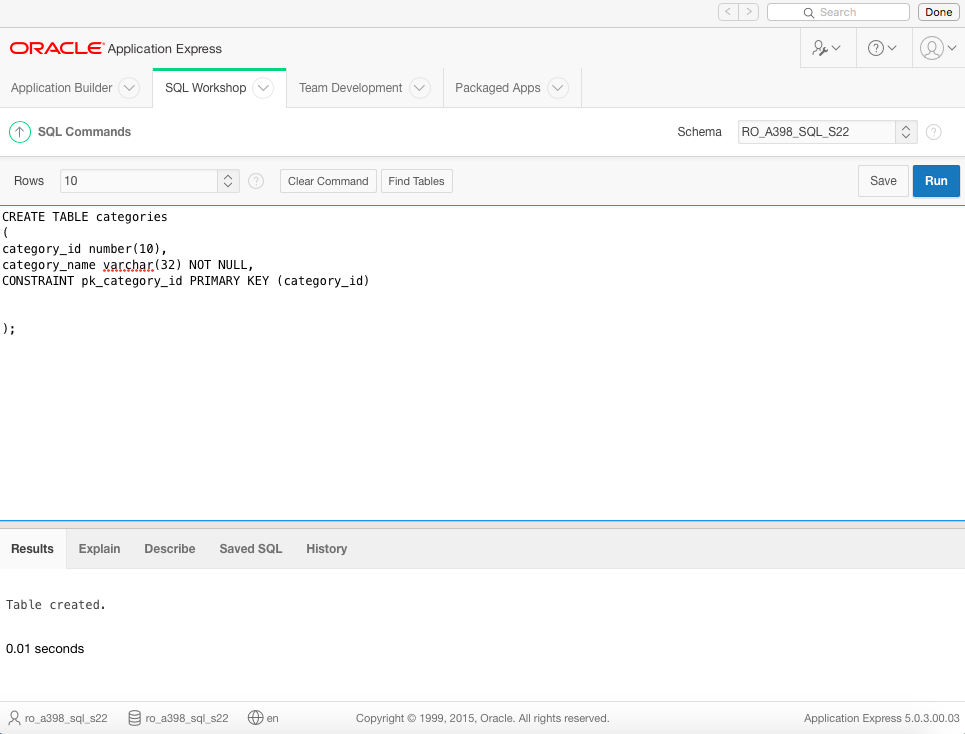 Search
Done
ORACLE Application Express
Application Builder
SQL Workshop
Team Development
Packaged Apps
SQL Commands
Schema
RO_A398_SQL_S22
Rows
10
Clear Command
Find Tables
Save
Run
CREATE TABLE categories
(
category_id number(10),
category_name varchar(32) NOT NULL,
CONSTRAINT pk_category_id PRIMARY KEY (category_id)
);
Results
Explain
Describe
Saved SQL
History
Table created.
0.01 seconds
ro_a398_sql_s22
ro_a398_sql_s22
en
Copyright © 1999, 2015, Oracle. All rights reserved.
Application Express 5.0.3.00.03